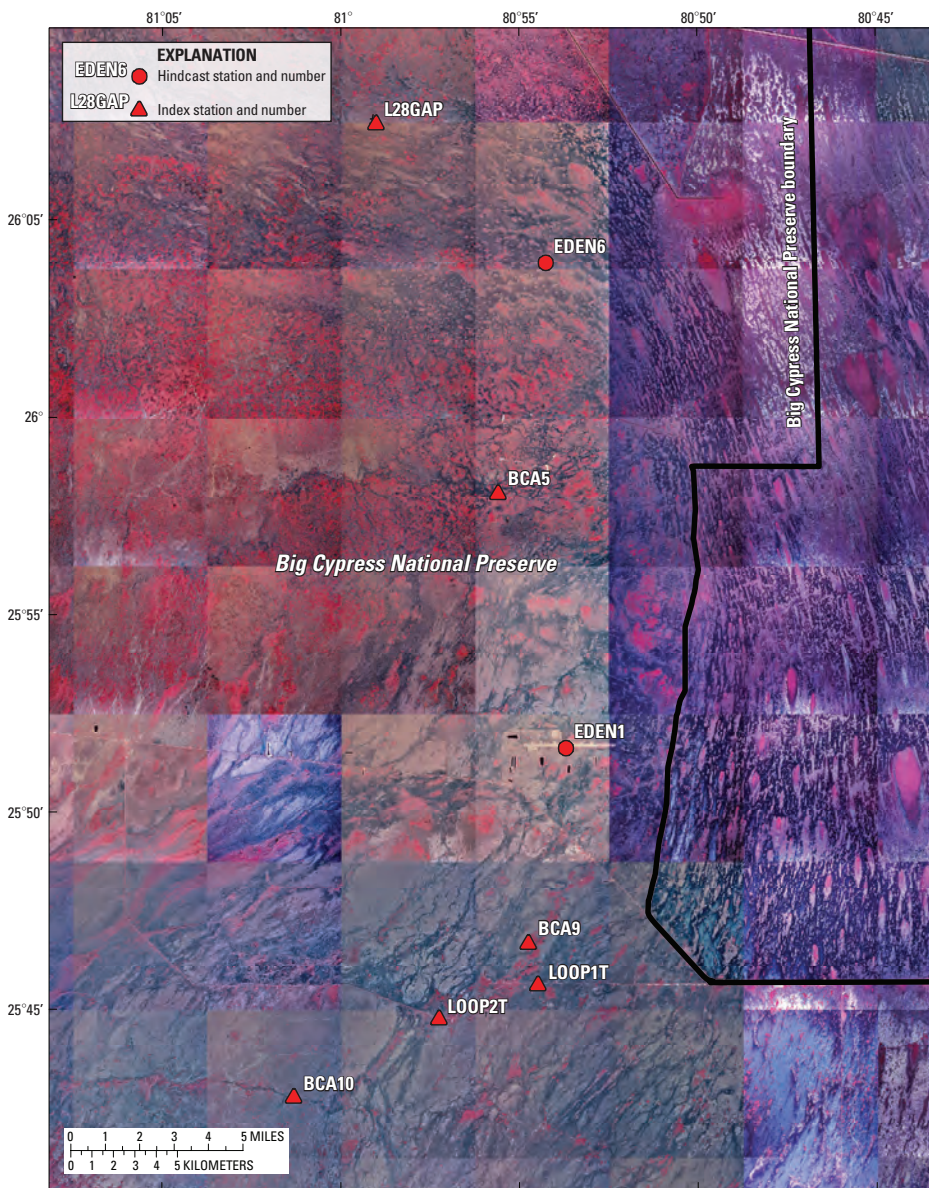 81°05′
81°
80°55′
80°50′
80°45′
EXPLANATION
EDEN6 Hindcast station and number
L28GAP Index station and number
L28GAP
26°05′
EDEN6
Big Cypress National Preserve boundary
26°
BCA5
Big Cypress National Preserve
25°55′
EDEN1
25°50′
BCA9
LOOP1T
25°45′
LOOP2T
BCA10
0 1 2 3 4 5 MILES
0 1 2 3 4 5 KILOMETERS